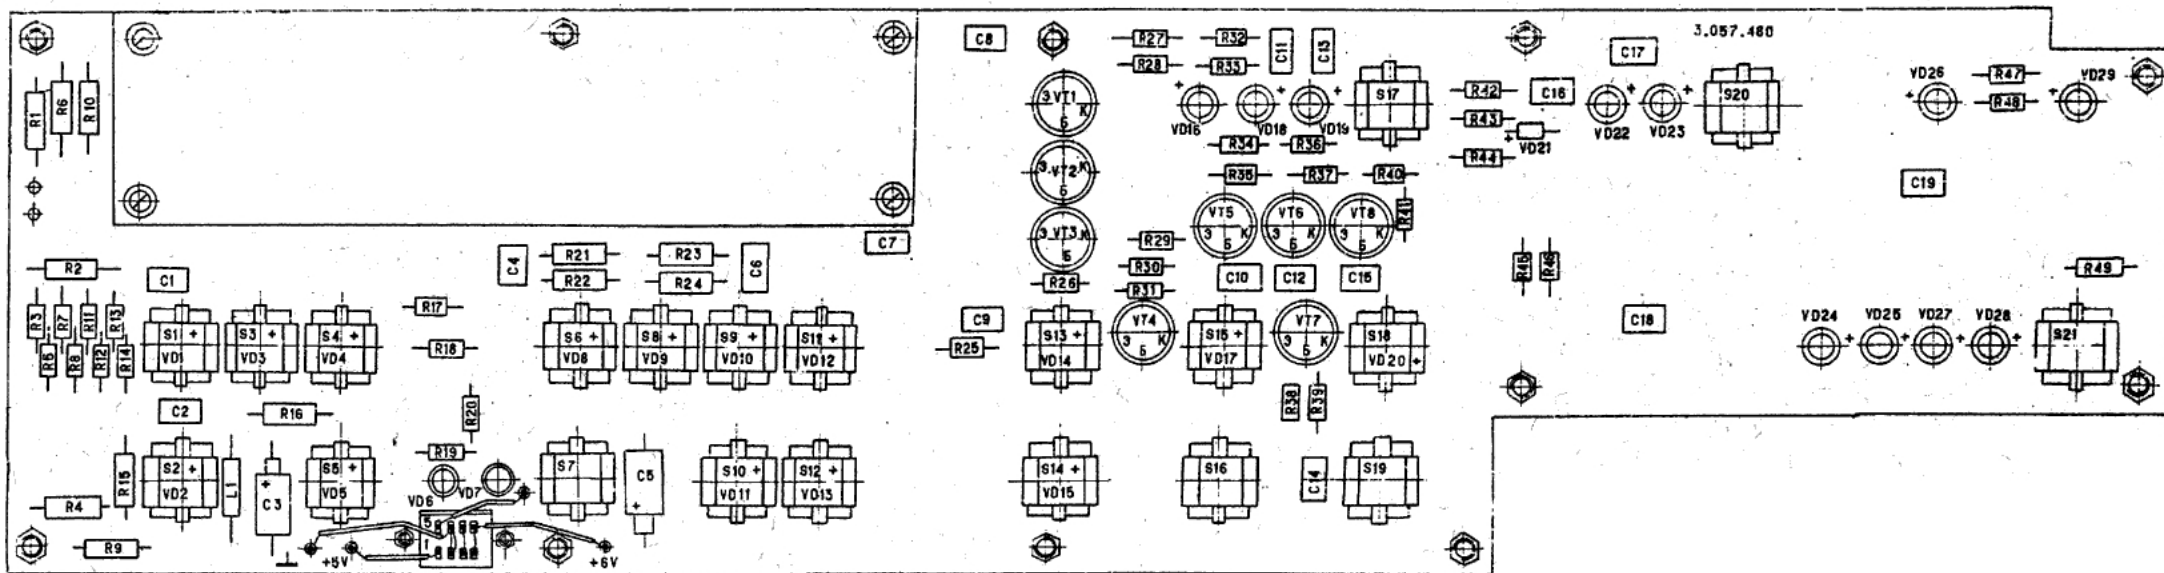 3.057.480
C8 R27 R32 C11 C13 C17
R28 R33
R1 R6 R10 З VT1 К Б S17 R42 C16 S20 VD26 R47 VD29
VD16 VD18 VD19 R43 VD21 VD22 VD23 R48
R34 R36 R44
З VT2 К Б R35 R37 R40 C19
VT5 З К Б VT6 З К Б VT8 З К Б R41
C7 З VT3 К Б R29
R2 C1 C4 R21 R23 C6 R30 C10 C12 C15 R45 R46 R49
R22 R24 R26 R31
R3 R7 R11 R13 R17 C9 C18
R5 R8 R12 R14 S1 + S3 + S4 + R18 S6 + S8 + S9 + S11 + R25 S13 + VT4 З К Б S15 + VT7 З К Б S18 VD24 VD25 VD27 VD28 S21
VD1 VD3 VD4 VD8 VD9 VD10 VD12 VD14 VD17 VD20 +
C2 R16 R20 R38 R39
R19
R15 S2 + L1 C3 + S5 + S7 C5 + S10 + S12 + S14 + S16 C14 S19
VD2 VD5 VD6 VD7 VD11 VD13 VD15
R4
5
R9 1
+5V +6V